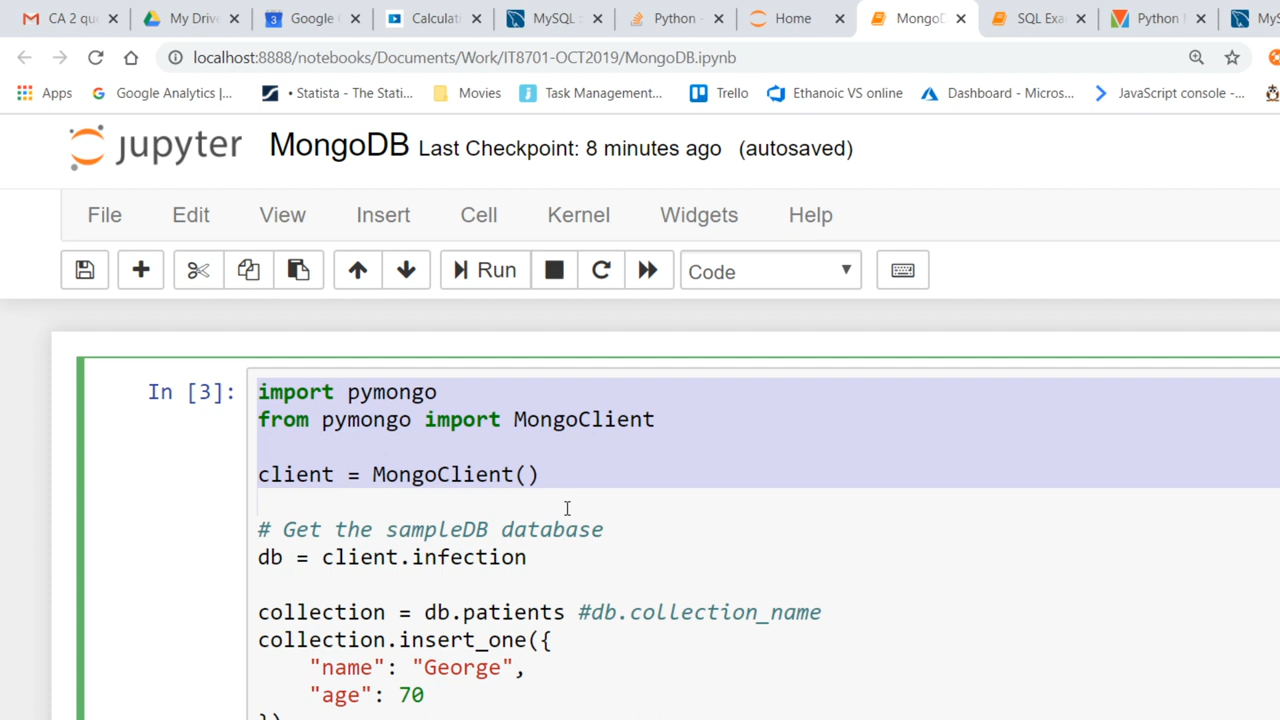 CA 2 qu
My Drive
Google
Calculat
MySQL
Python -
Home
MongoD
SQL Exa
Python
MyS
localhost:8888/notebooks/Documents/Work/IT8701-OCT2019/MongoDB.ipynb
Apps
Google Analytics |...
• Statista - The Stati...
Movies
Task Management...
Trello
Ethanoic VS online
Dashboard - Micros...
JavaScript console -...
jupyter
MongoDB Last Checkpoint: 8 minutes ago (autosaved)
File
Edit
View
Insert
Cell
Kernel
Widgets
Help
Run
Code
In [3]:
import pymongo
from pymongo import MongoClient
client = MongoClient()
# Get the sampleDB database
db = client.infection
collection = db.patients #db.collection_name
collection.insert_one({
"name": "George",
"age": 70
})